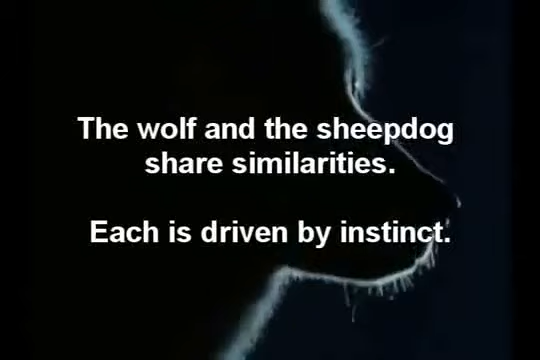 The wolf and the sheepdog
share similarities.
Each is driven by instinct.